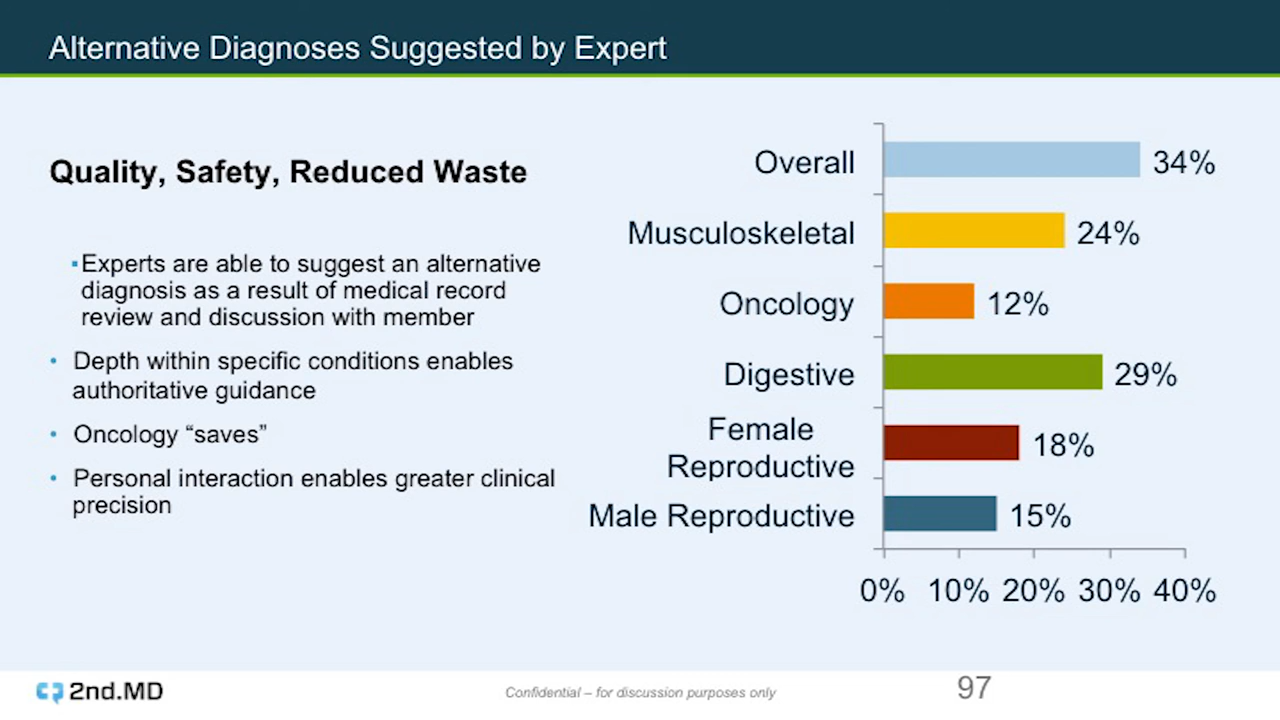 Alternative Diagnoses Suggested by Expert
Quality, Safety, Reduced Waste
▪Experts are able to suggest an alternative
diagnosis as a result of medical record
review and discussion with member
• Depth within specific conditions enables
authoritative guidance
• Oncology “saves”
• Personal interaction enables greater clinical
precision
Overall 34%
Musculoskeletal 24%
Oncology 12%
Digestive 29%
Female
Reproductive 18%
Male Reproductive 15%
0% 10% 20% 30% 40%
2nd.MD
Confidential – for discussion purposes only
97